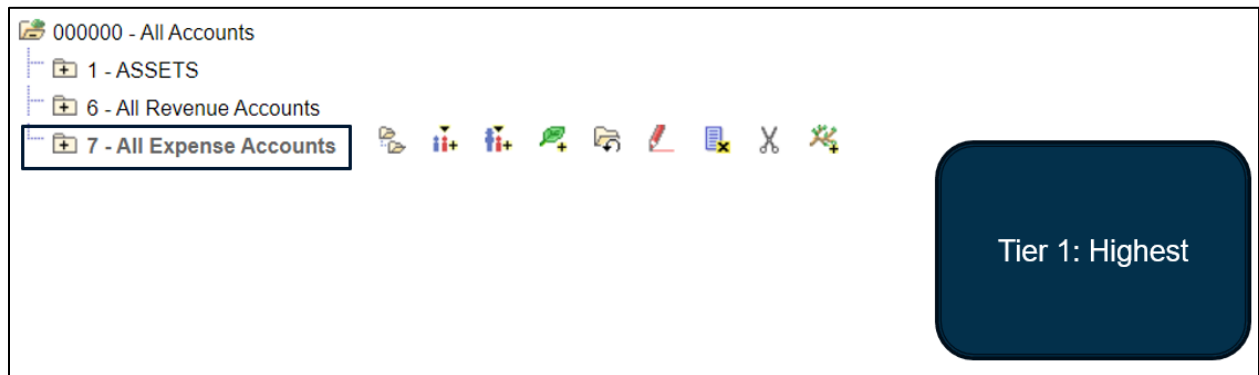 000000 - All Accounts
1 - ASSETS
6 - All Revenue Accounts
7 - All Expense Accounts
Tier 1: Highest